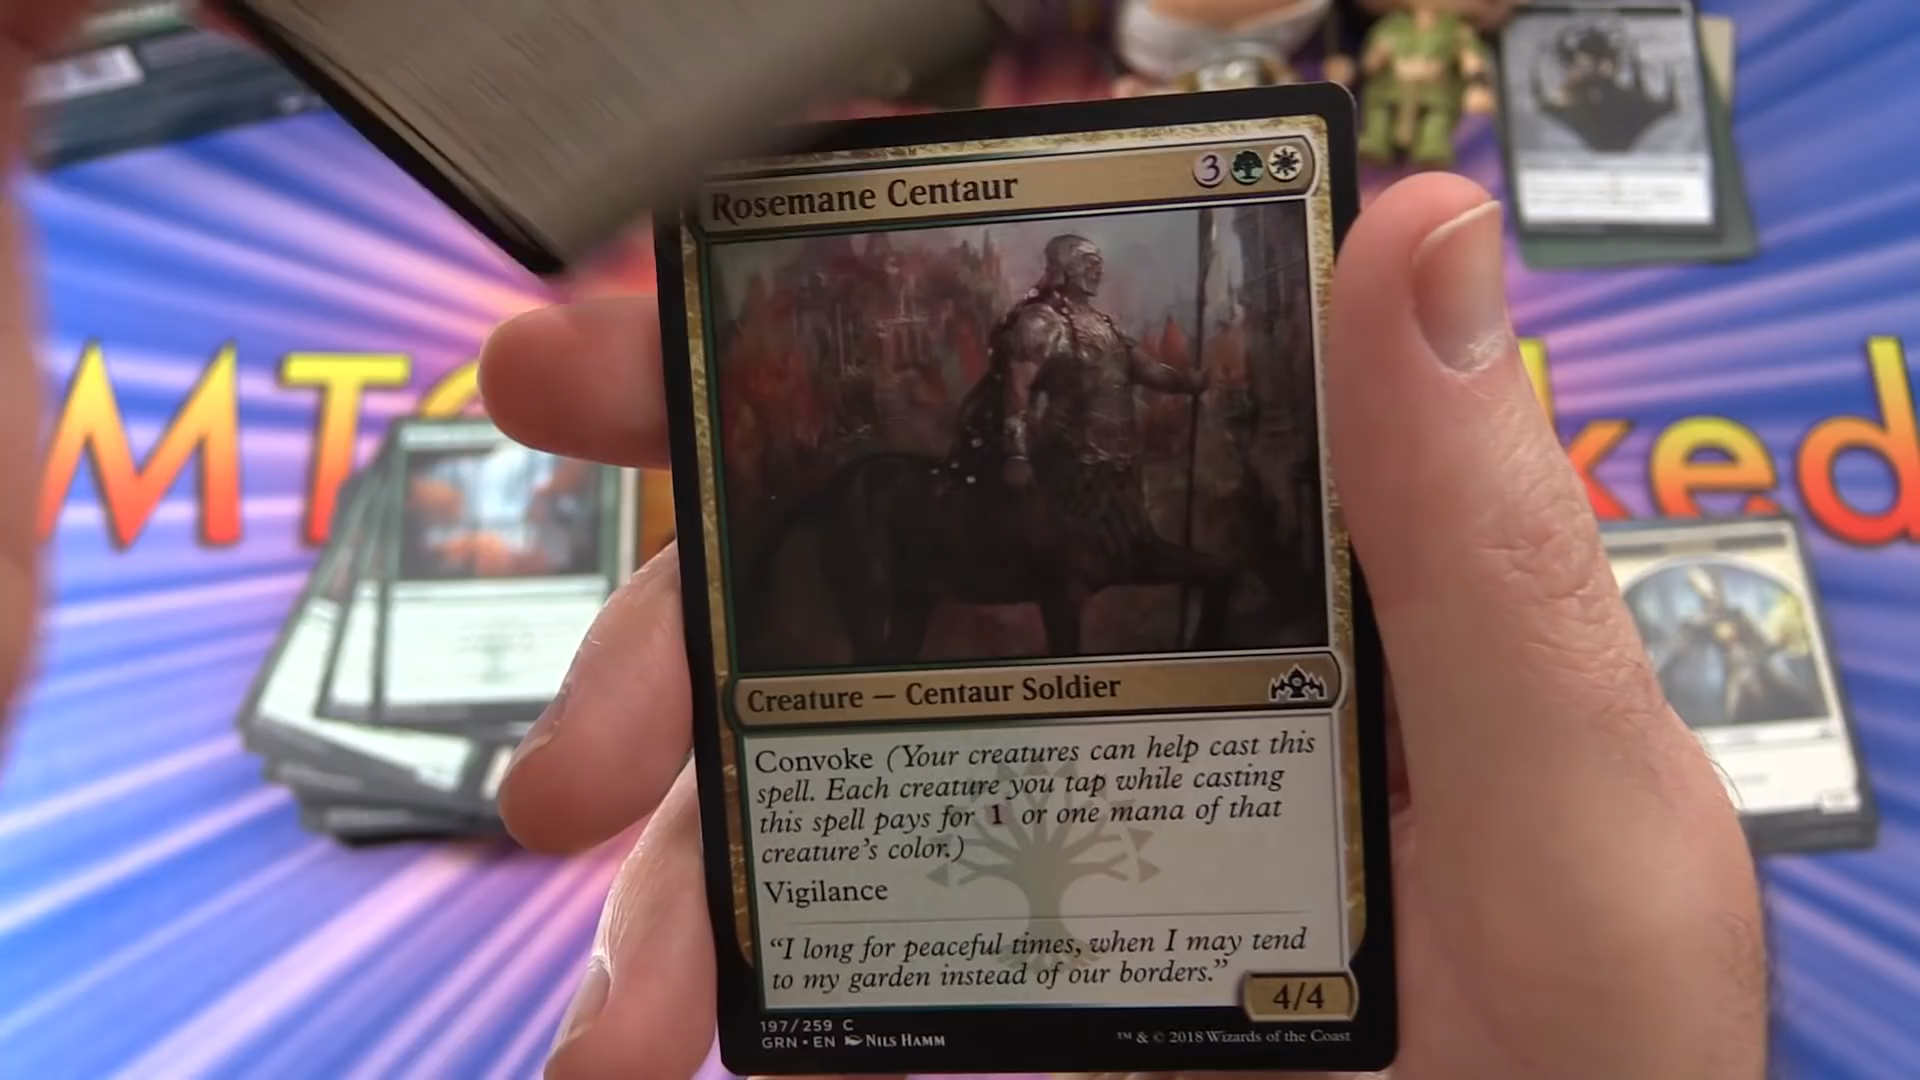 Rosemane Centaur
3
MT
ked
Creature — Centaur Soldier
Convoke (Your creatures can help cast this
spell. Each creature you tap while casting
this spell pays for 1 or one mana of that
creature's color.)
Vigilance
“I long for peaceful times, when I may tend
to my garden instead of our borders.”
4/4
197/259 C
GRN • EN NILS HAMM
™ & © 2018 Wizards of the Coast